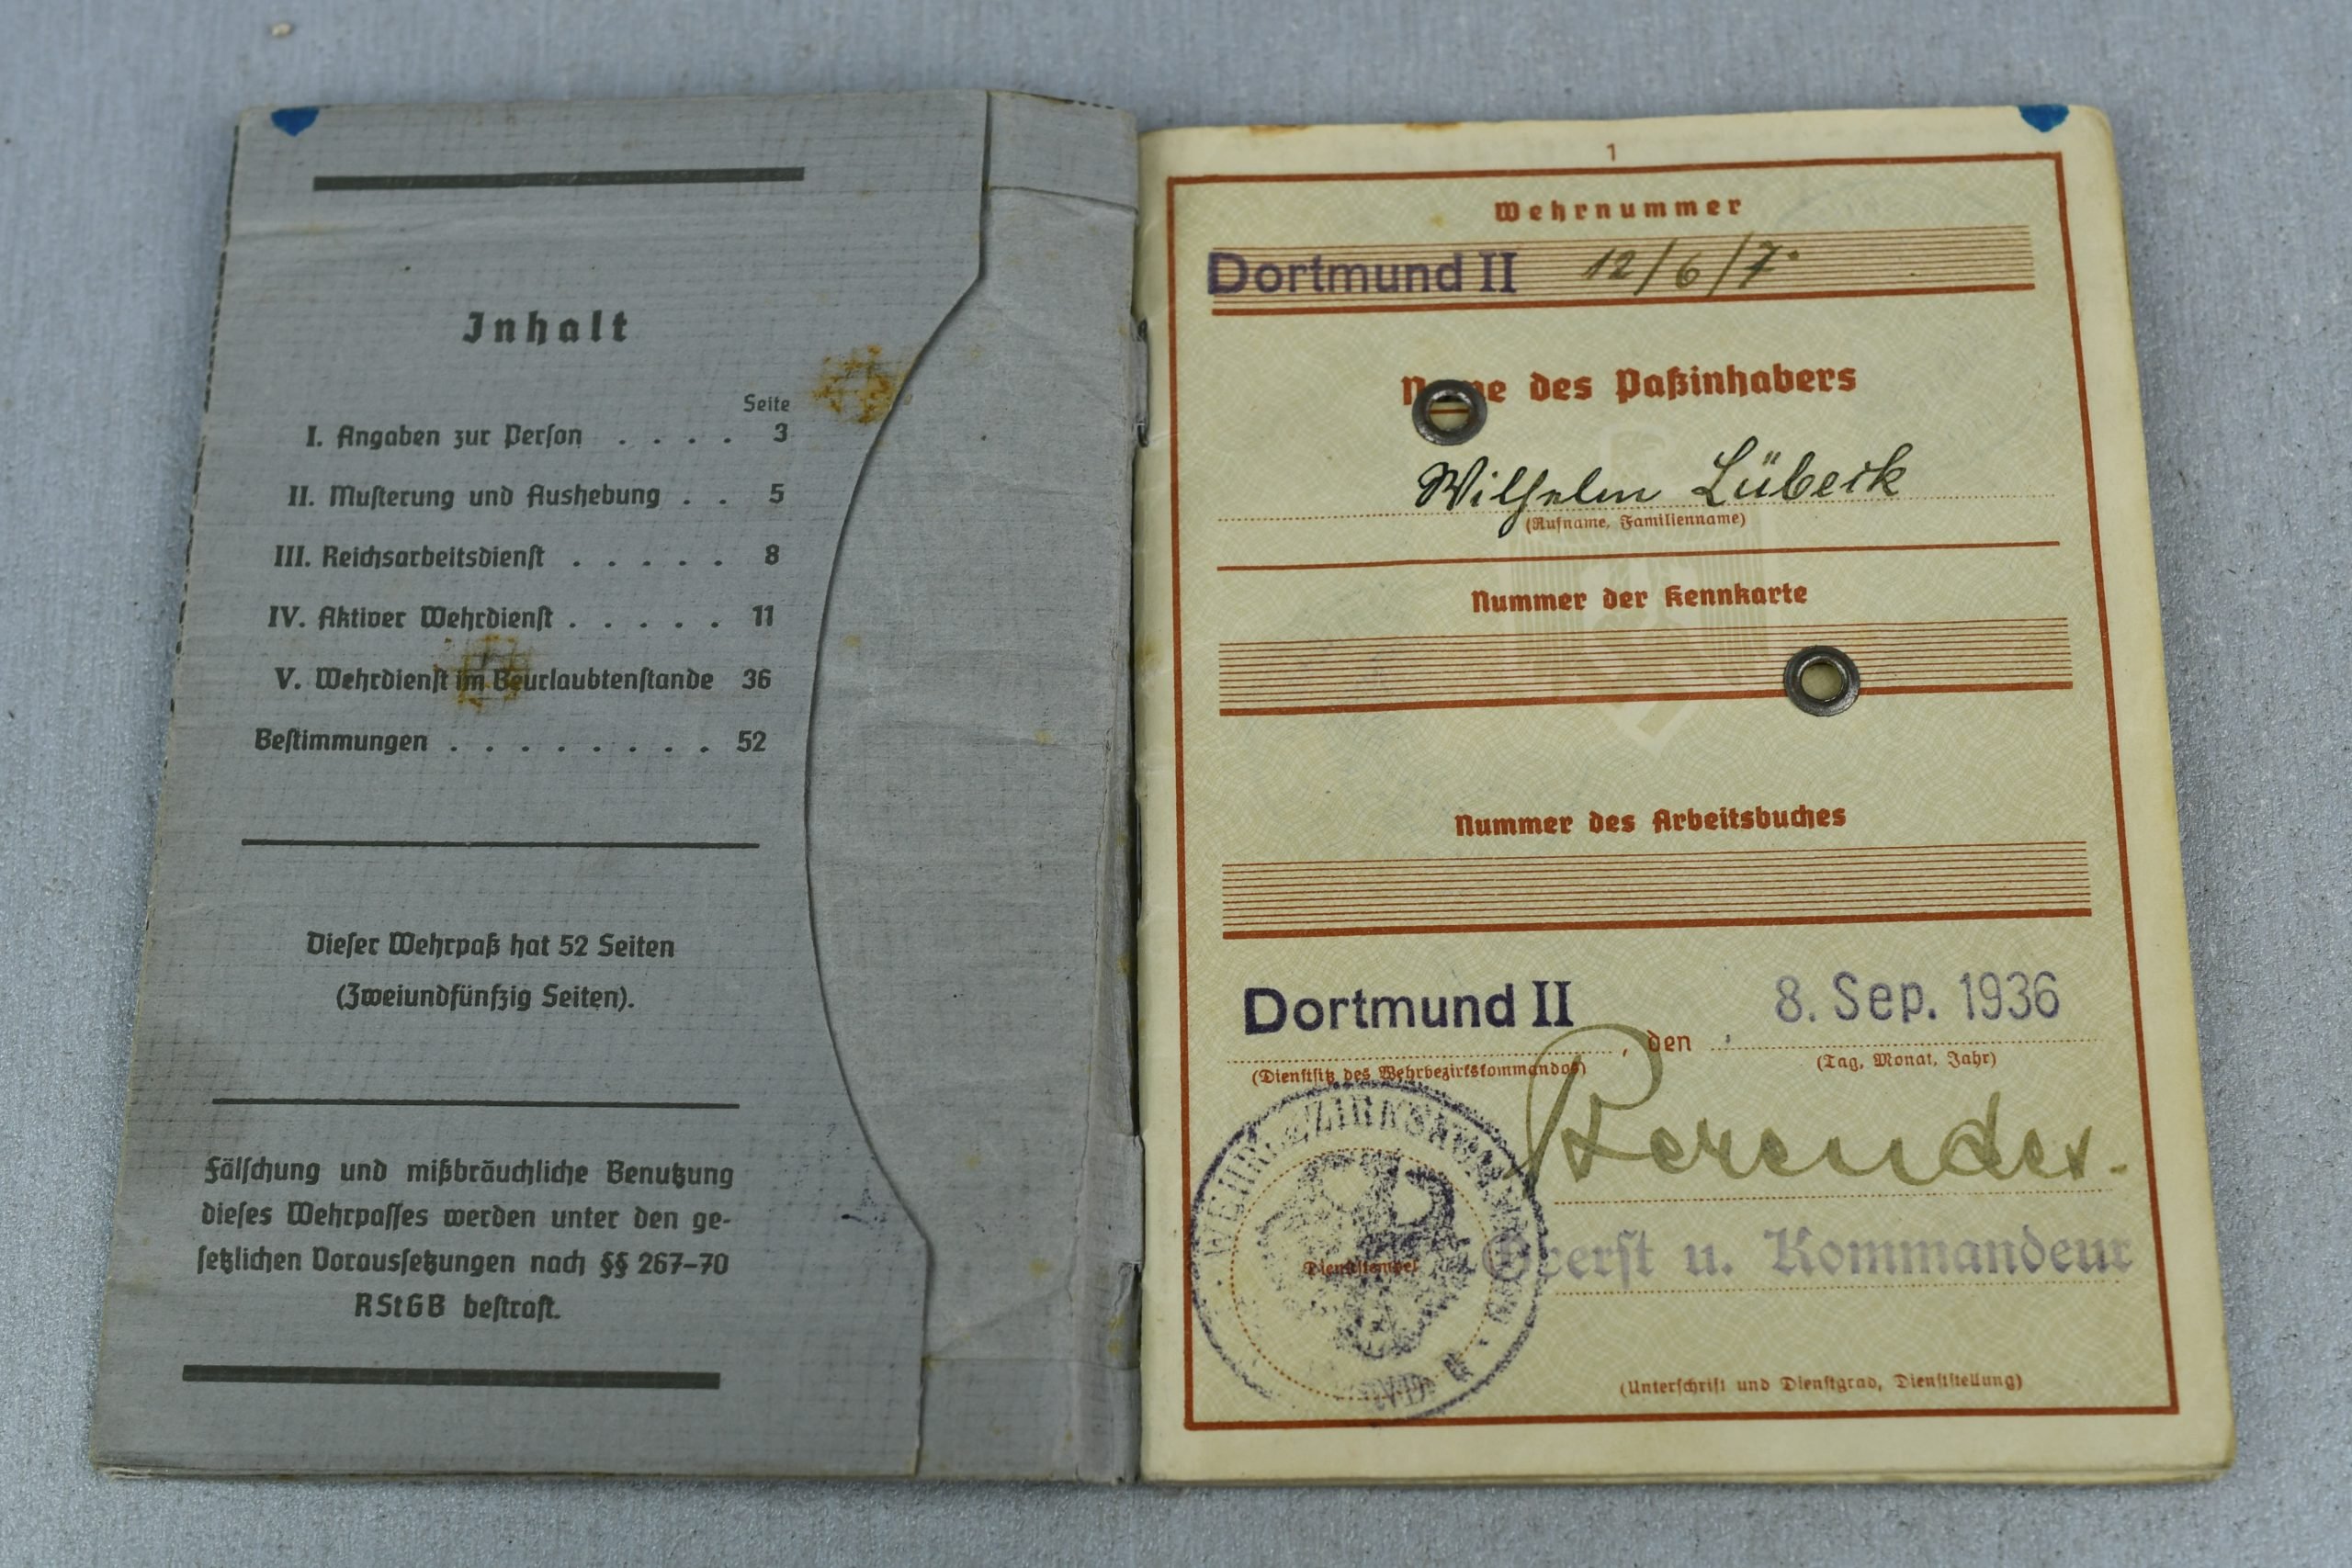 Inhalt
Seite
I. Angaben zur Person . . . . 3
II. Musterung und Aushebung . . 5
III. Reichsarbeitsdienst . . . . . 8
IV. Aktiver Wehrdienst . . . . . 11
V. Wehrdienst im Beurlaubtenstande 36
Bestimmungen . . . . . . . . . 52
Dieser Wehrpaß hat 52 Seiten
(Zweiundfünfzig Seiten).
Fälschung und mißbräuchliche Benutzung
dieses Wehrpasses werden unter den ge-
setzlichen Voraussetzungen nach §§ 267-70
RStGB bestraft.
1
Wehrnummer
Dortmund II 12/6/7.
Name des Paßinhabers
Wilhelm Lübeck
(Rufname, Familienname)
Nummer der Kennkarte
Nummer des Arbeitsbuches
Dortmund II, den 8. Sep. 1936
(Dienstsitz des Wehrbezirkskommandos) (Tag, Monat, Jahr)
Dienststempel
Oberst u. Kommandeur
(Unterschrift und Dienstgrad, Dienststellung)